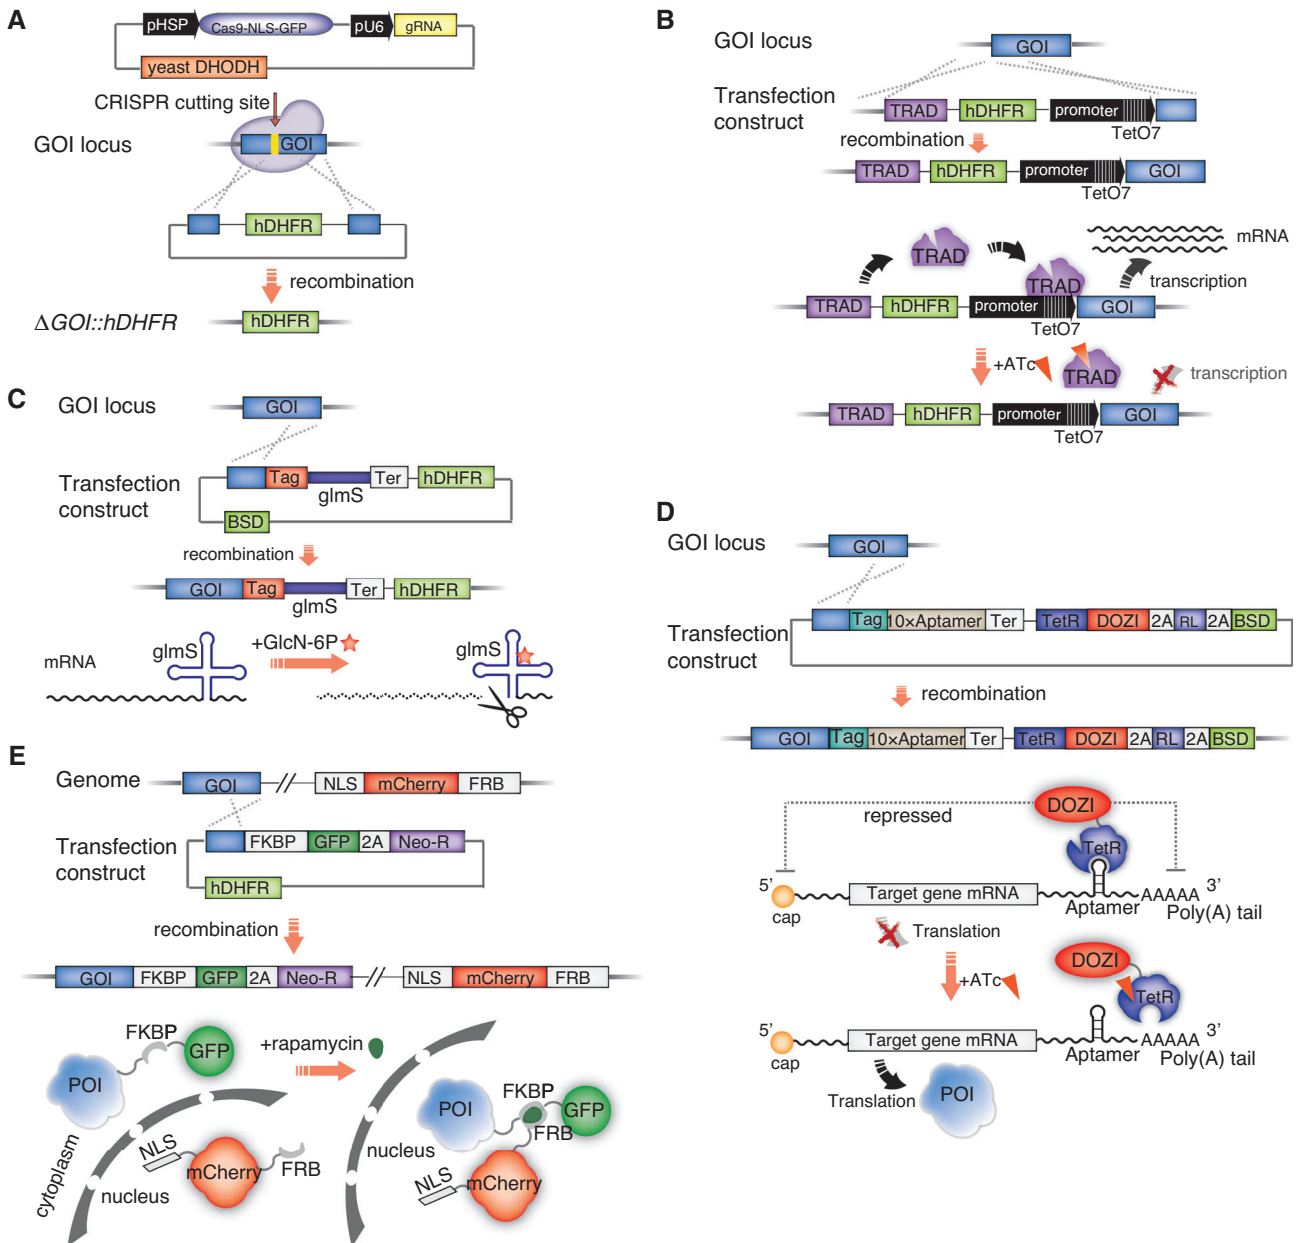 A
pHSP Cas9-NLS-GFP pU6 gRNA
yeast DHODH
CRISPR cutting site
GOI locus
GOI
hDHFR
recombination
ΔGOI::hDHFR
hDHFR
B
GOI locus
GOI
Transfection
construct
TRAD hDHFR promoter
TetO7
recombination
TRAD hDHFR promoter GOI
TetO7
mRNA
TRAD
TRAD
transcription
TRAD hDHFR promoter GOI
TetO7
+ATc
TRAD
transcription
TRAD hDHFR promoter GOI
TetO7
C
GOI locus
GOI
Transfection
construct
Tag Ter hDHFR
glmS
BSD
recombination
GOI Tag Ter hDHFR
glmS
mRNA
glmS
+GlcN-6P
glmS
D
GOI locus
GOI
Transfection
construct
Tag 10×Aptamer Ter TetR DOZI 2A RL 2A BSD
recombination
GOI Tag 10×Aptamer Ter TetR DOZI 2A RL 2A BSD
DOZI
repressed
TetR
5’ 3’
cap
Target gene mRNA
Aptamer
AAAAA
Poly(A) tail
Translation
+ATc
DOZI
TetR
5’ 3’
cap
Target gene mRNA
Aptamer
AAAAA
Poly(A) tail
Translation
POI
E
Genome
GOI // NLS mCherry FRB
Transfection
construct
FKBP GFP 2A Neo-R
hDHFR
recombination
GOI FKBP GFP 2A Neo-R // NLS mCherry FRB
FKBP
GFP
POI
+rapamycin
cytoplasm
nucleus
NLS
mCherry
FRB
FKBP
POI
GFP
FRB
nucleus
NLS
mCherry